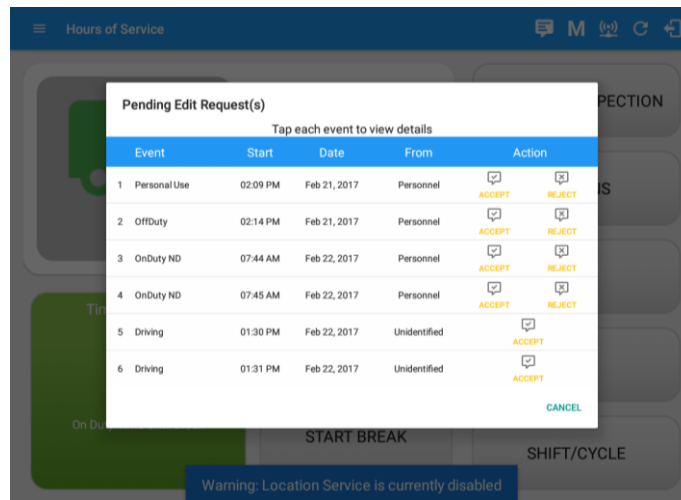 Hours of Service
M
PECTION
Pending Edit Request(s)
Tap each event to view details
Event Start Date From Action
1 Personal Use 02:09 PM Feb 21, 2017 Personnel ACCEPT REJECT
2 OffDuty 02:14 PM Feb 21, 2017 Personnel ACCEPT REJECT
3 OnDuty ND 07:44 AM Feb 22, 2017 Personnel ACCEPT REJECT
4 OnDuty ND 07:45 AM Feb 22, 2017 Personnel ACCEPT REJECT
5 Driving 01:30 PM Feb 22, 2017 Unidentified ACCEPT
6 Driving 01:31 PM Feb 22, 2017 Unidentified ACCEPT
CANCEL
Tim
On Du
START BREAK
SHIFT/CYCLE
Warning: Location Service is currently disabled